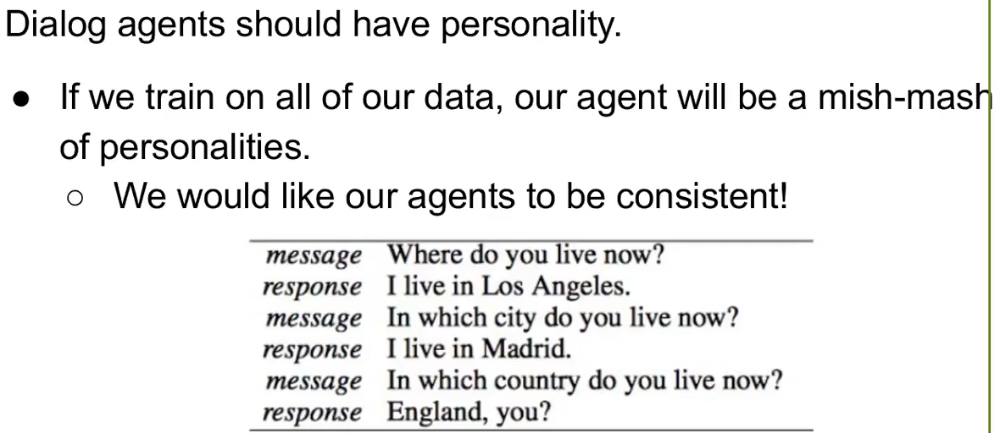 Dialog agents should have personality.
● If we train on all of our data, our agent will be a mish-mash
of personalities.
○ We would like our agents to be consistent!
message Where do you live now?
response I live in Los Angeles.
message In which city do you live now?
response I live in Madrid.
message In which country do you live now?
response England, you?